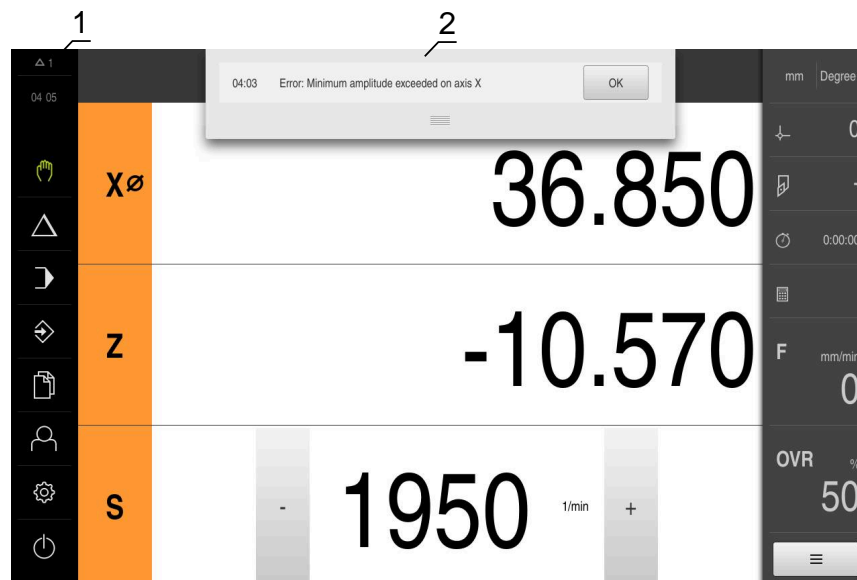 1
2
△ 1
04 05
04:03 Error: Minimum amplitude exceeded on axis X OK
mm Degree
0
X⌀ 36.850
-
0:00:00
Z -10.570
F mm/min
0
S - 1950 1/min +
OVR %
50